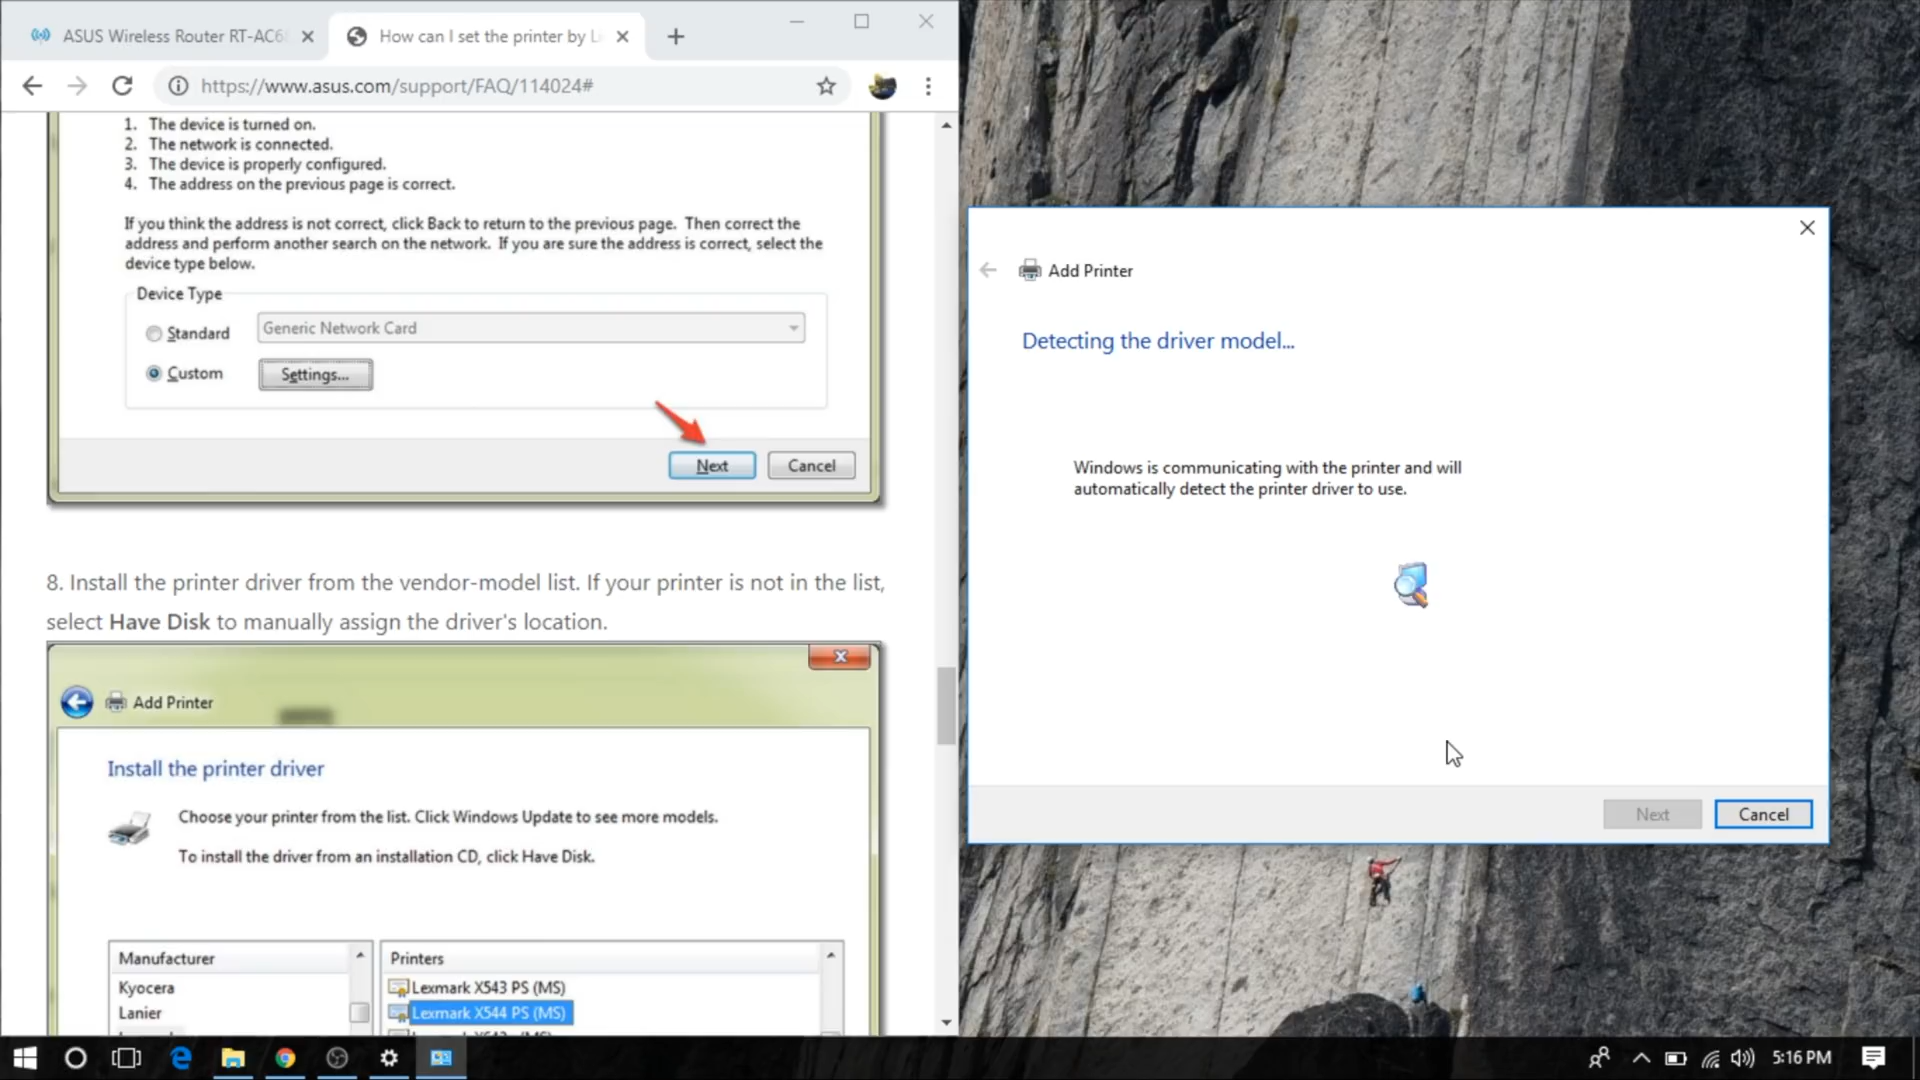 ASUS Wireless Router RT-AC6
How can I set the printer by L
https://www.asus.com/support/FAQ/114024#
1. The device is turned on.
2. The network is connected.
3. The device is properly configured.
4. The address on the previous page is correct.
If you think the address is not correct, click Back to return to the previous page. Then correct the
address and perform another search on the network. If you are sure the address is correct, select the
device type below.
Device Type
Standard
Generic Network Card
Custom
Settings...
Next
Cancel
8. Install the printer driver from the vendor-model list. If your printer is not in the list,
select Have Disk to manually assign the driver's location.
Add Printer
Install the printer driver
Choose your printer from the list. Click Windows Update to see more models.
To install the driver from an installation CD, click Have Disk.
Manufacturer
Kyocera
Lanier
Printers
Lexmark X543 PS (MS)
Lexmark X544 PS (MS)
Add Printer
Detecting the driver model...
Windows is communicating with the printer and will
automatically detect the printer driver to use.
Next
Cancel
5:16 PM